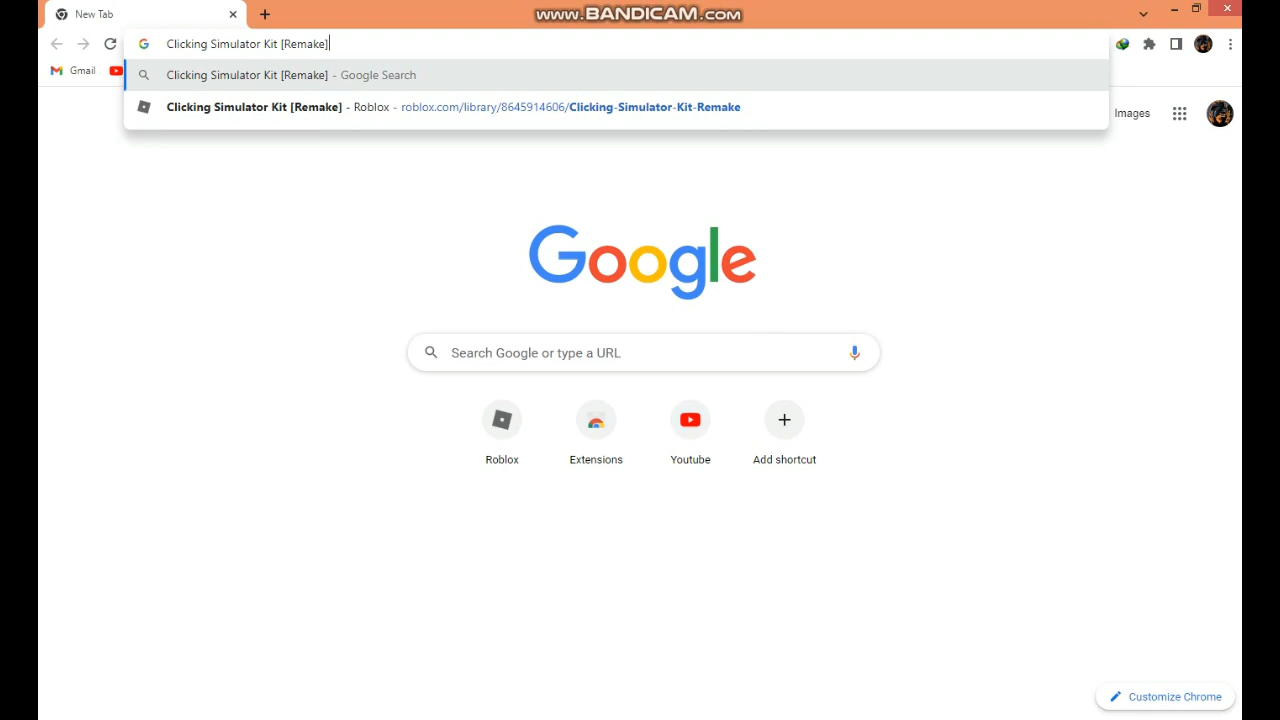 New Tab
www.BANDICAM.com
Clicking Simulator Kit [Remake]
Gmail
Clicking Simulator Kit [Remake] - Google Search
Clicking Simulator Kit [Remake] - Roblox - roblox.com/library/8645914606/Clicking-Simulator-Kit-Remake
Images
Google
Search Google or type a URL
Roblox
Extensions
Youtube
Add shortcut
Customize Chrome